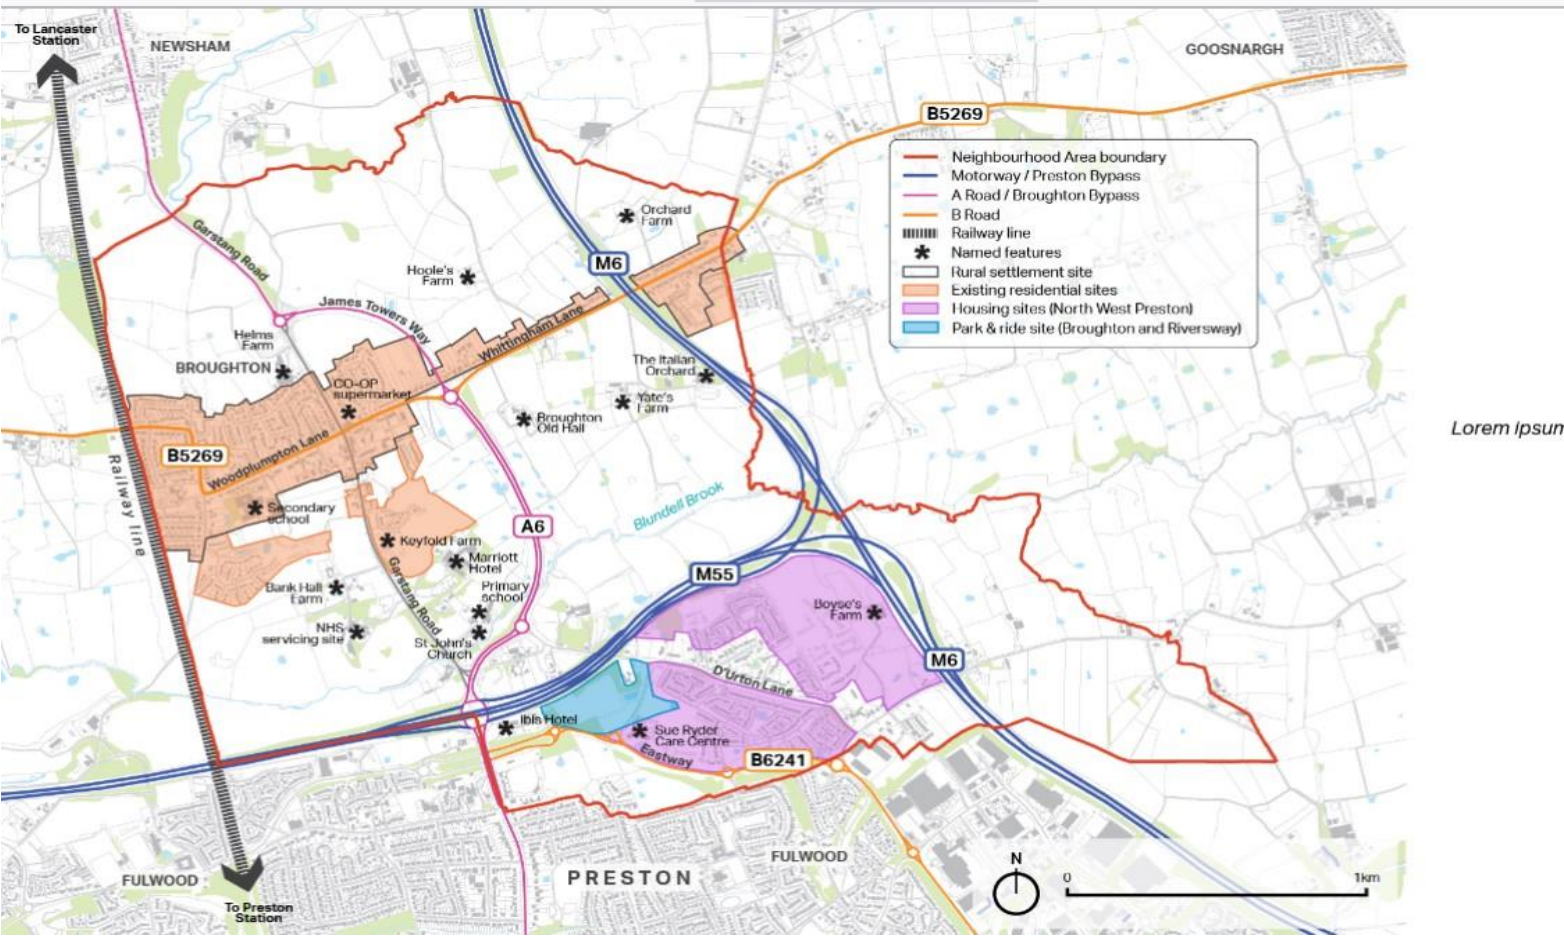 To Lancaster
Station
NEWSHAM
GOOSNARGH
B5269
Neighbourhood Area boundary
Motorway / Preston Bypass
A Road / Broughton Bypass
B Road
Railway line
Named features
Rural settlement site
Existing residential sites
Housing sites (North West Preston)
Park & ride site (Broughton and Riversway)
Orchard
Farm
Garstang Road
M6
Hoole's
Farm
James Towers Way
Whittingham Lane
Helms
Farm
BROUGHTON
CO-OP
supermarket
The Italian
Orchard
Yate's
Farm
Broughton
Old Hall
Lorem ipsum
B5269
Woodplumpton Lane
Railway line
Secondary
school
Blundell Brook
A6
Keyfold Farm
Marriott
Hotel
Garstang Road
M55
Bank Hall
Farm
Primary
school
Boyse's
Farm
NHS
servicing site
St John's
Church
M6
D'Urton Lane
Ibis Hotel
Sue Ryder
Care Centre
Eastway
B6241
FULWOOD
PRESTON
FULWOOD
To Preston
Station
N
0
1km